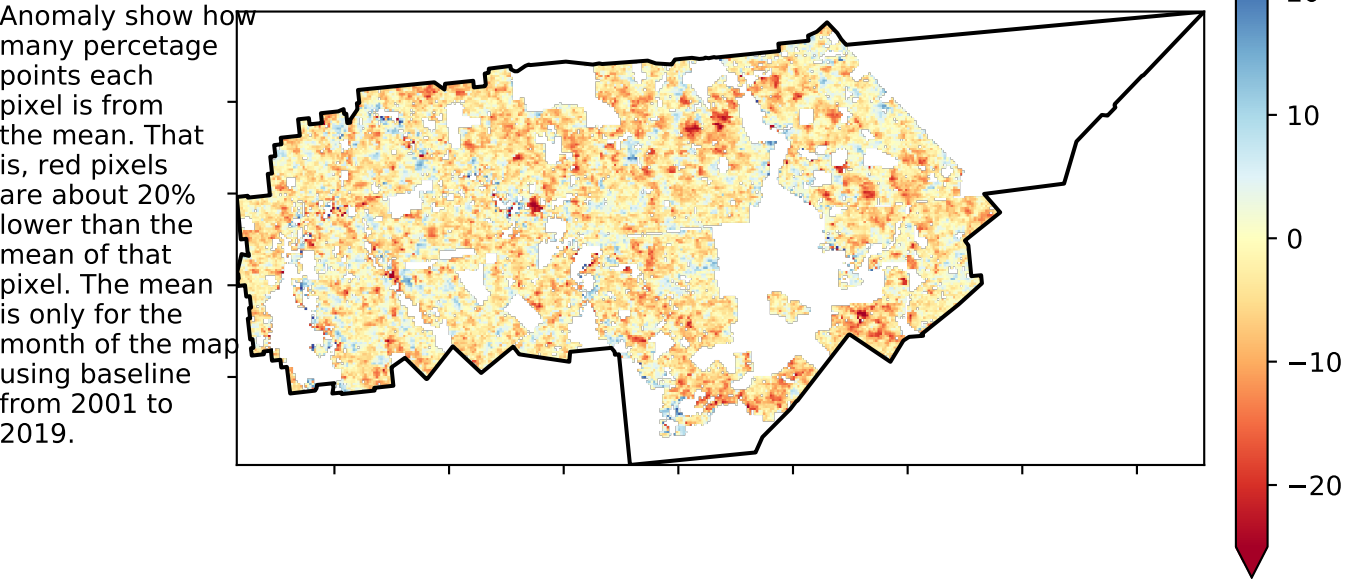 Anomaly show how
many percetage
points each
pixel is from
the mean. That
is, red pixels
are about 20%
lower than the
mean of that
pixel. The mean
is only for the
month of the map
using baseline
from 2001 to
2019.
10
0
−10
−20